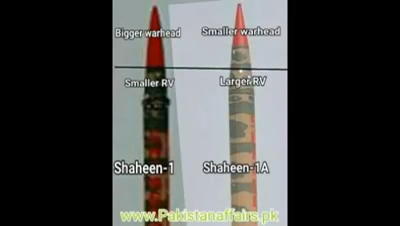 Bigger warhead
Smaller warhead
Smaller RV
Larger RV
Shaheen-1
Shaheen-1A
www.Pakistanaffairs.pk